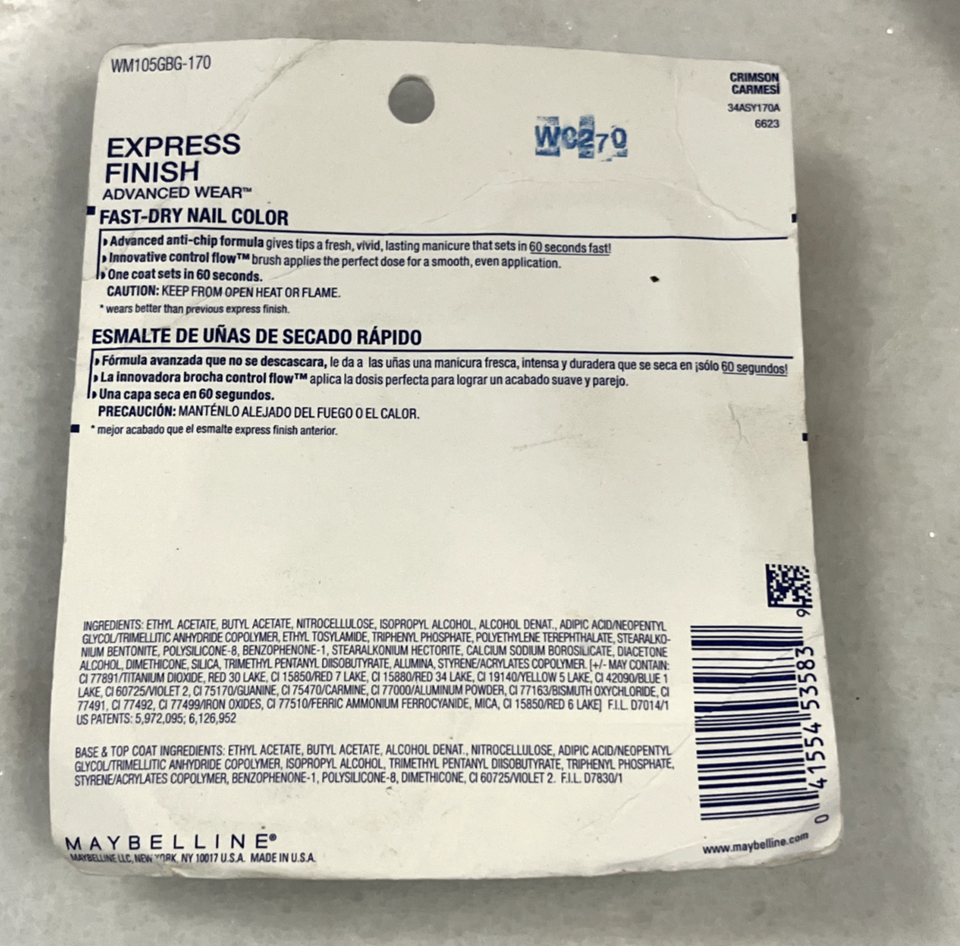 WM105GBG-170
CRIMSON
CARMESÍ
34ASY170A
6623
WC270
EXPRESS
FINISH
ADVANCED WEAR™
FAST-DRY NAIL COLOR
Advanced anti-chip formula gives tips a fresh, vivid, lasting manicure that sets in 60 seconds fast!
Innovative control flow™ brush applies the perfect dose for a smooth, even application.
One coat sets in 60 seconds.
CAUTION: KEEP FROM OPEN HEAT OR FLAME.
* wears better than previous express finish.
ESMALTE DE UÑAS DE SECADO RÁPIDO
Fórmula avanzada que no se descascara, le da a las uñas una manicura fresca, intensa y duradera que se seca en ¡sólo 60 segundos!
La innovadora brocha control flow™ aplica la dosis perfecta para lograr un acabado suave y parejo.
Una capa seca en 60 segundos.
PRECAUCIÓN: MANTÉNLO ALEJADO DEL FUEGO O EL CALOR.
* mejor acabado que el esmalte express finish anterior.
INGREDIENTS: ETHYL ACETATE, BUTYL ACETATE, NITROCELLULOSE, ISOPROPYL ALCOHOL, ALCOHOL DENAT., ADIPIC ACID/NEOPENTYL
GLYCOL/TRIMELLITIC ANHYDRIDE COPOLYMER, ETHYL TOSYLAMIDE, TRIPHENYL PHOSPHATE, POLYETHYLENE TEREPHTHALATE, STEARALKO-
NIUM BENTONITE, POLYSILICONE-8, BENZOPHENONE-1, STEARALKONIUM HECTORITE, CALCIUM SODIUM BOROSILICATE, DIACETONE
ALCOHOL, DIMETHICONE, SILICA, TRIMETHYL PENTANYL DIISOBUTYRATE, ALUMINA, STYRENE/ACRYLATES COPOLYMER. [+/- MAY CONTAIN:
CI 77891/TITANIUM DIOXIDE, RED 30 LAKE, CI 15850/RED 7 LAKE, CI 15880/RED 34 LAKE, CI 19140/YELLOW 5 LAKE, CI 42090/BLUE 1
LAKE, CI 60725/VIOLET 2, CI 75170/GUANINE, CI 75470/CARMINE, CI 77000/ALUMINUM POWDER, CI 77163/BISMUTH OXYCHLORIDE, CI
77491, CI 77492, CI 77499/IRON OXIDES, CI 77510/FERRIC AMMONIUM FERROCYANIDE, MICA, CI 15850/RED 6 LAKE] F.I.L. D7014/1
US PATENTS: 5,972,095; 6,126,952
BASE & TOP COAT INGREDIENTS: ETHYL ACETATE, BUTYL ACETATE, ALCOHOL DENAT., NITROCELLULOSE, ADIPIC ACID/NEOPENTYL
GLYCOL/TRIMELLITIC ANHYDRIDE COPOLYMER, ISOPROPYL ALCOHOL, TRIMETHYL PENTANYL DIISOBUTYRATE, TRIPHENYL PHOSPHATE,
STYRENE/ACRYLATES COPOLYMER, BENZOPHENONE-1, POLYSILICONE-8, DIMETHICONE, CI 60725/VIOLET 2. F.I.L. D7830/1
0 41554 53583 9
MAYBELLINE®
MAYBELLINE LLC, NEW YORK, NY 10017 U.S.A. MADE IN U.S.A.
www.maybelline.com